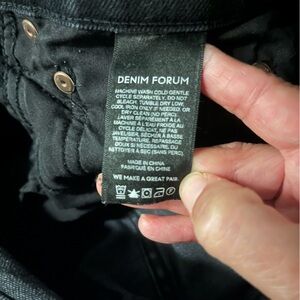 DENIM FORUM
MACHINE WASH COLD GENTLE
CYCLE SEPARATELY. DO NOT
BLEACH. TUMBLE DRY LOW.
COOL IRON ONLY IF NEEDED. OR
DRY CLEAN (NO PERC)
LAVER SÉPARÉMENT À LA
MACHINE À L'EAU FROIDE AU
CYCLE DÉLICAT. NE PAS
JAVELISER. SÉCHER À BASSE
TEMPÉRATURE. REPASSAGE
DOUX SI NÉCESSAIRE. OU
NETTOYER À SEC (SANS PERC)
MADE IN CHINA
FABRIQUÉ EN CHINE
WE MAKE A GREAT PAIR.